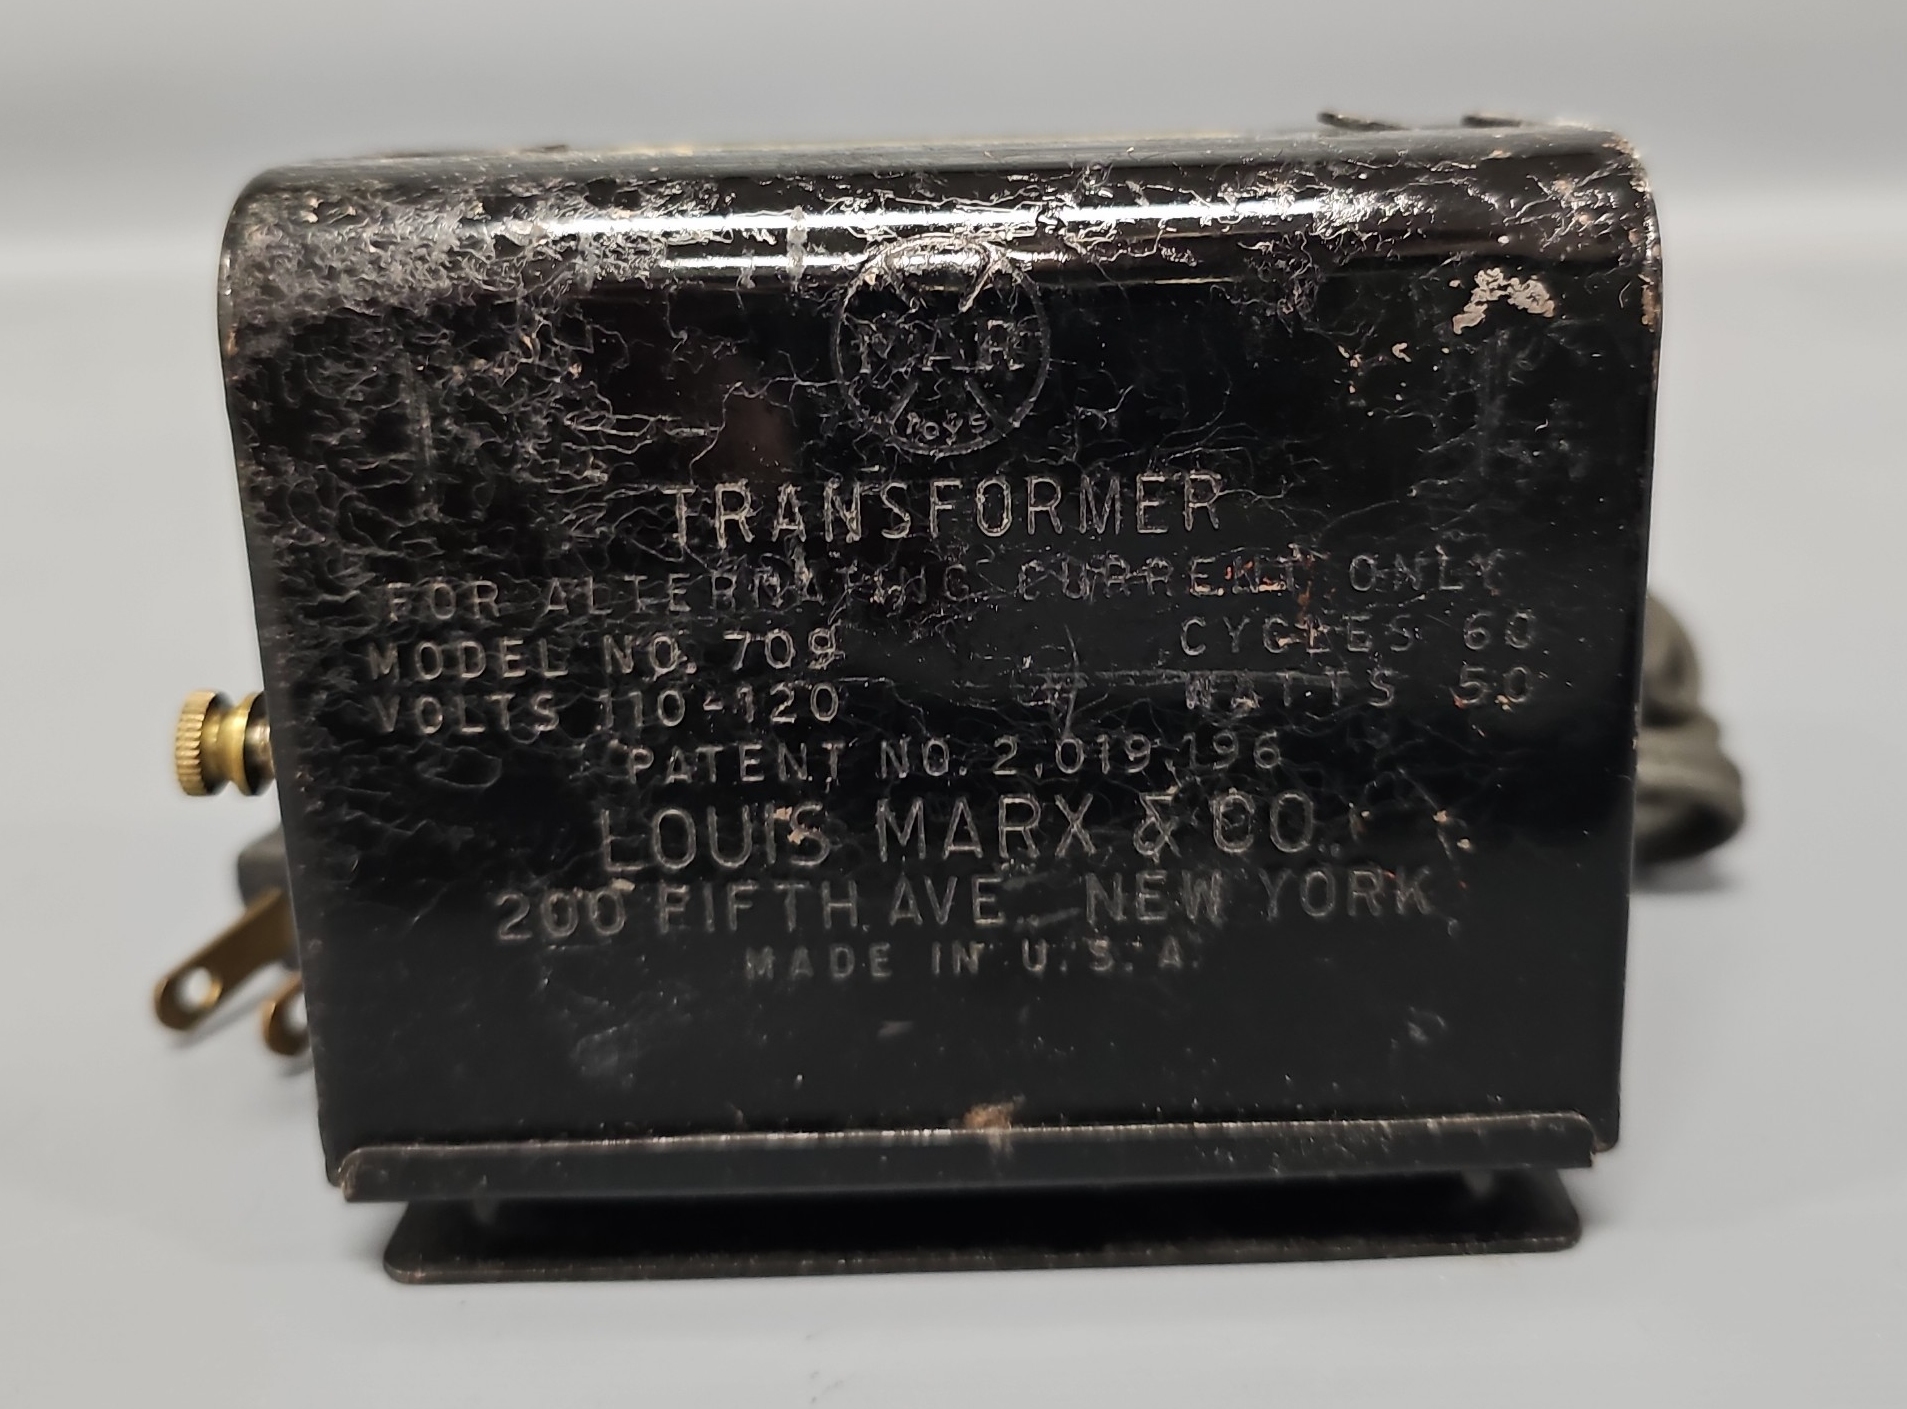 MAR
TOYS
TRANSFORMER
FOR ALTERNATING CURRENT ONLY
MODEL NO. 709 CYCLES 60
VOLTS 110-120 WATTS 50
PATENT NO. 2,019,196
LOUIS MARX & CO.
200 FIFTH AVE. NEW YORK
MADE IN U.S.A.